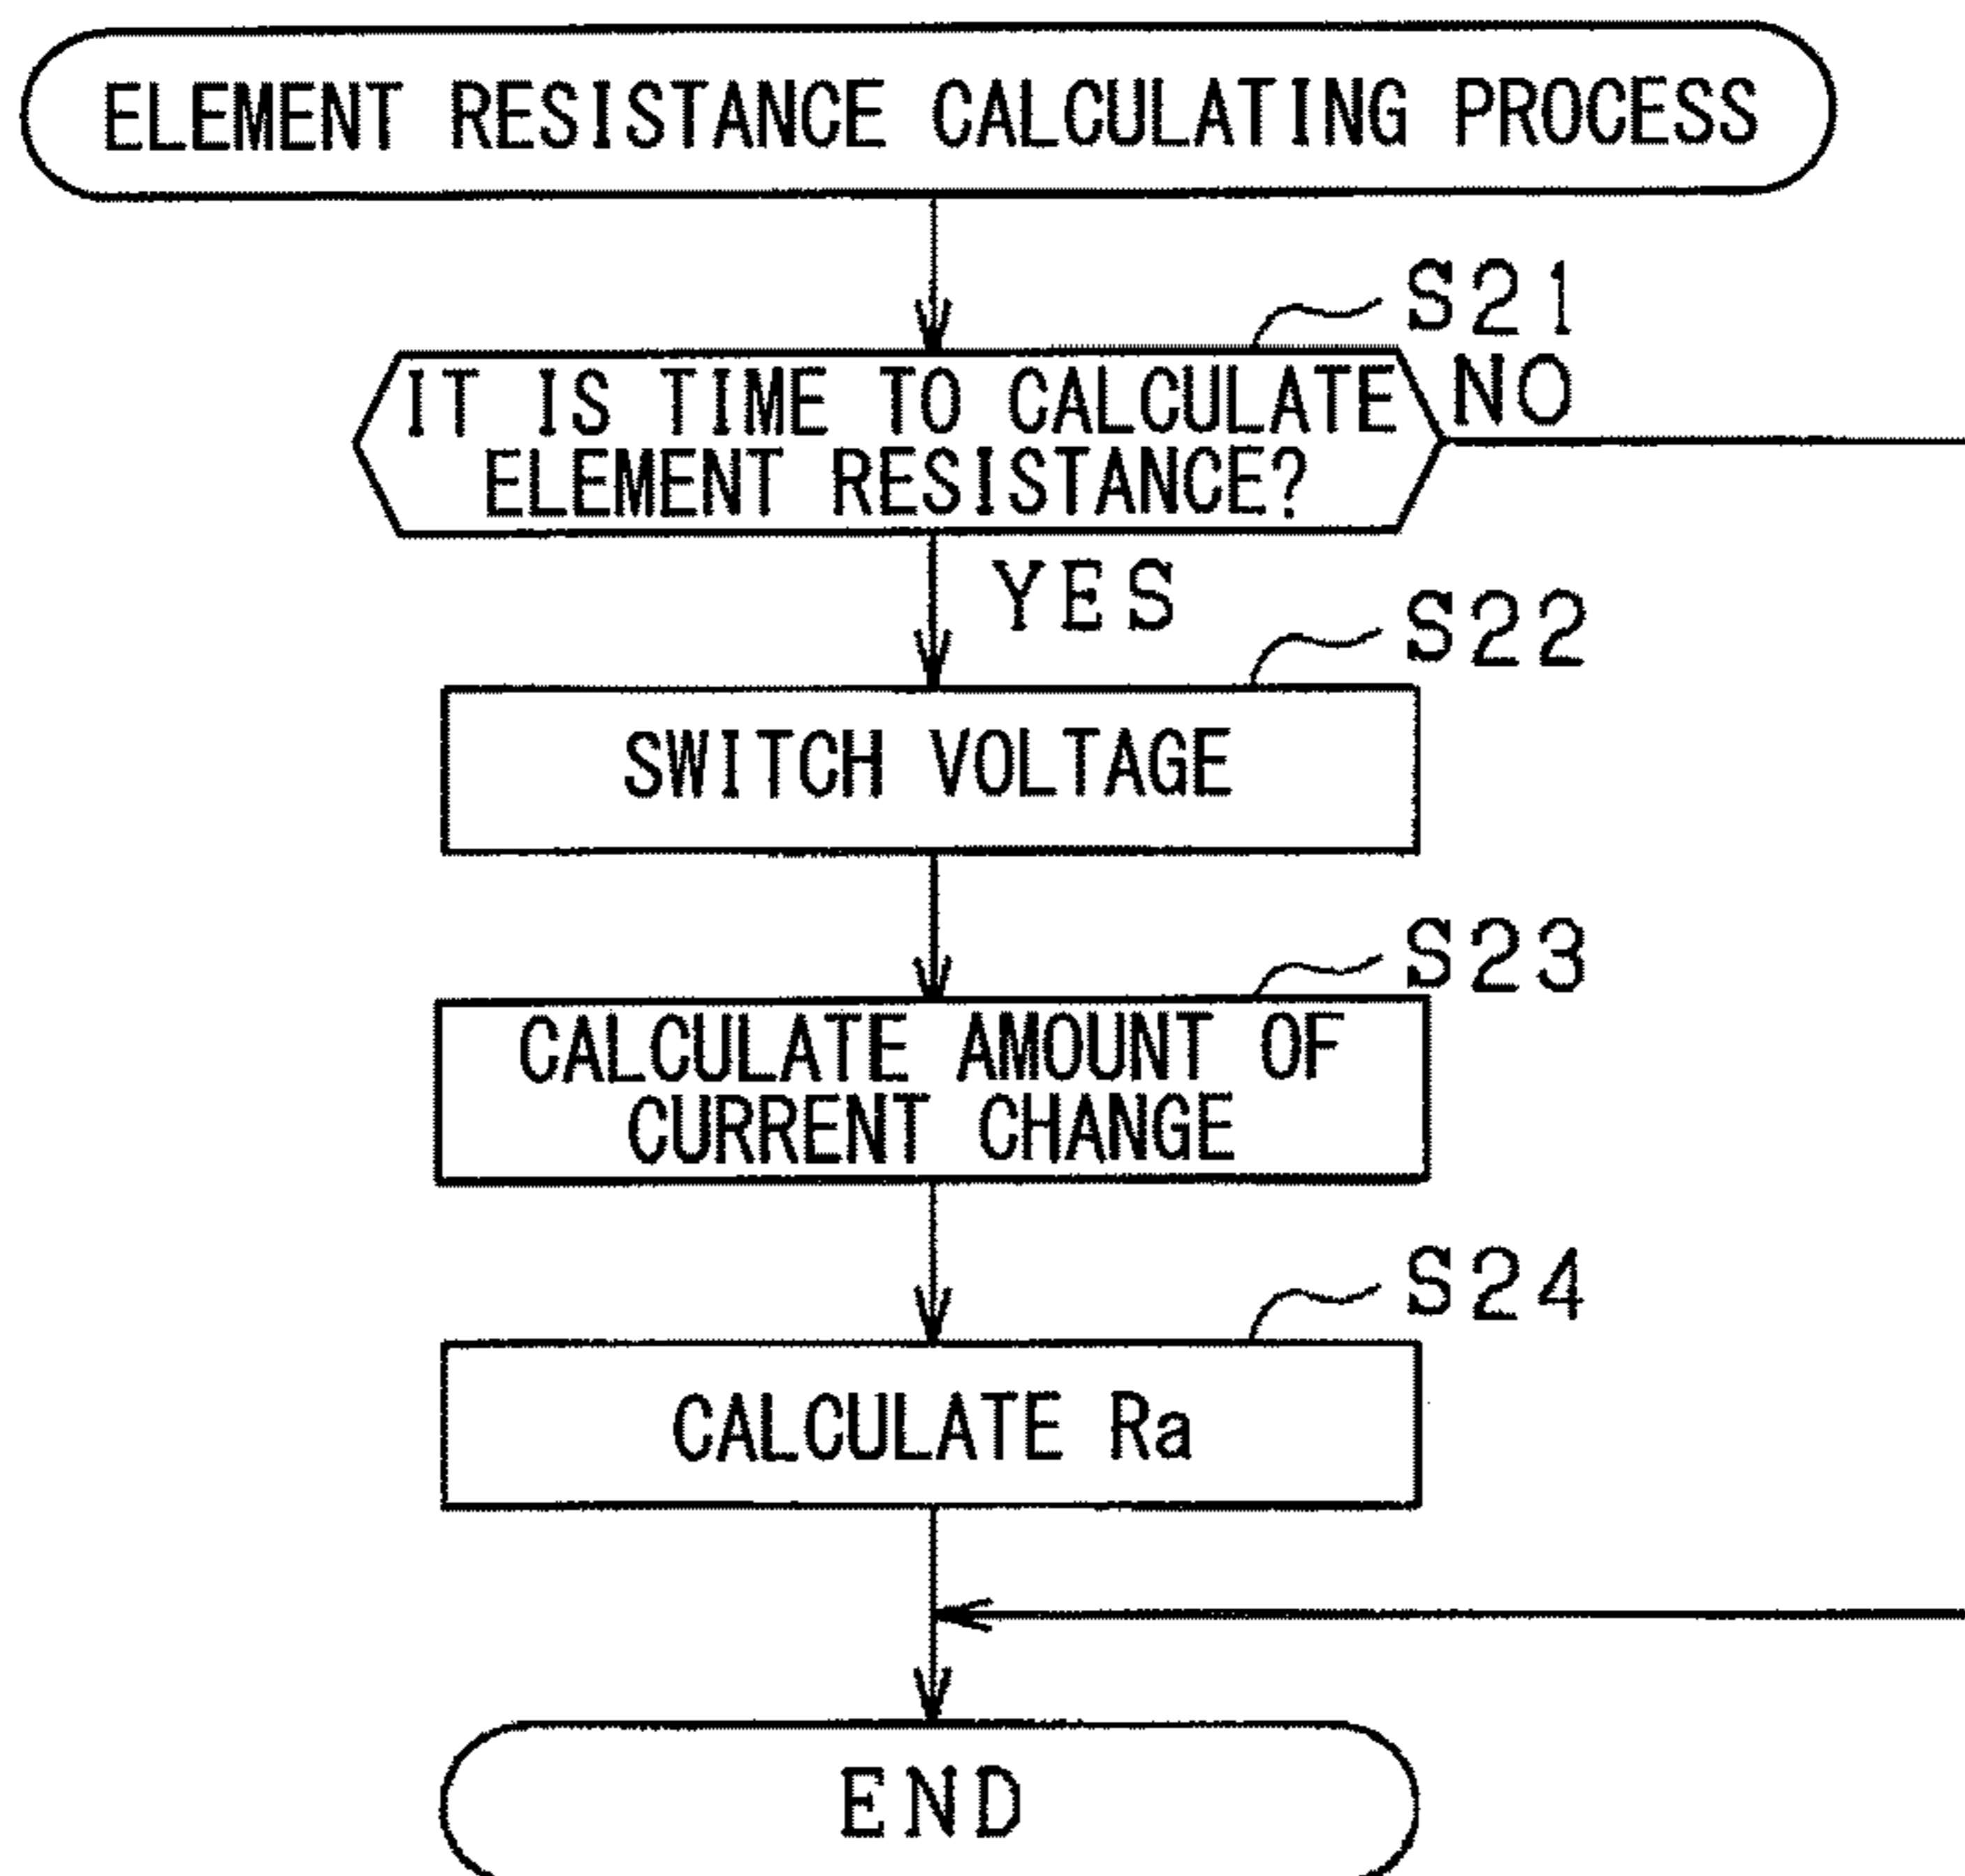 ELEMENT RESISTANCE CALCULATING PROCESS
S21
IT IS TIME TO CALCULATE
ELEMENT RESISTANCE?
NO
YES
S22
SWITCH VOLTAGE
S23
CALCULATE AMOUNT OF
CURRENT CHANGE
S24
CALCULATE Ra
END